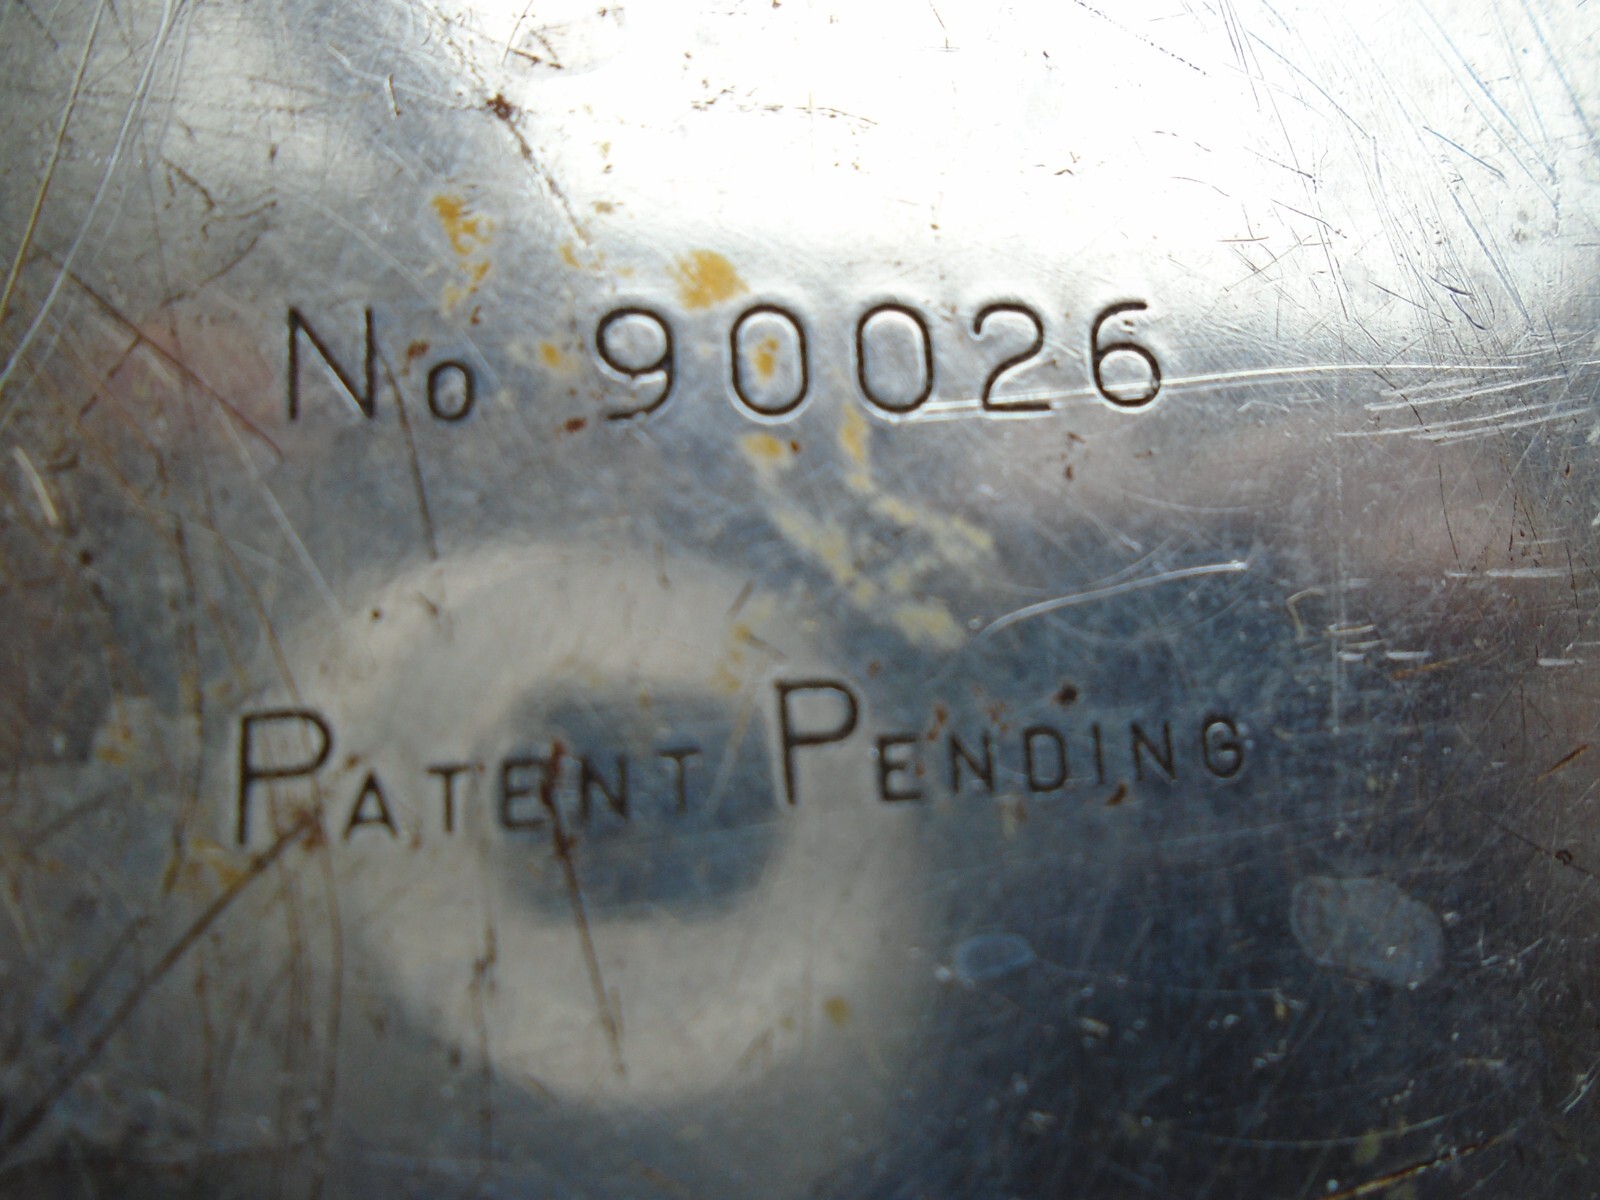 No 90026
Patent Pending